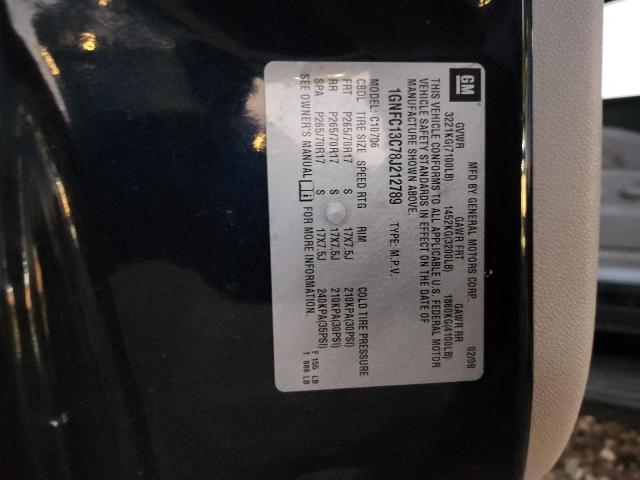 GM
MFD BY GENERAL MOTORS CORP. 02/08
GVWR GAWR FRT GAWR RR
3221KG(7100LB) 1452KG(3200LB) 1860KG(4100LB)
THIS VEHICLE CONFORMS TO ALL APPLICABLE U.S. FEDERAL MOTOR
VEHICLE SAFETY STANDARDS IN EFFECT ON THE DATE OF
MANUFACTURE SHOWN ABOVE.
1GNFC13C78J212789 TYPE: M.P.V.
MODEL: C10706
CBDL TIRE SIZE SPEED RTG RIM COLD TIRE PRESSURE
FRT P265/70R17 S 17X7.5J 210KPA(30PSI)
RR P265/70R17 S 17X7.5J 210KPA(30PSI)
SPA P265/70R17 S 17X7.5J 240KPA(35PSI)
SEE OWNER'S MANUAL i FOR MORE INFORMATION.
F 155 LB
T 888 LB